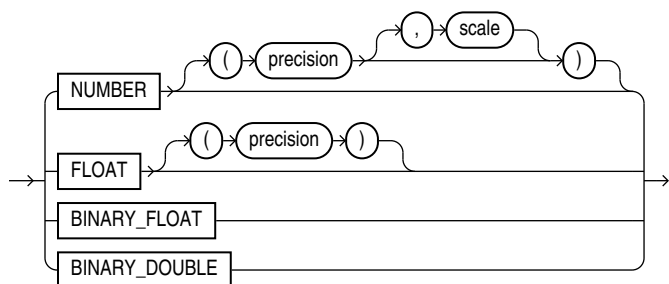 , scale
( precision )
NUMBER
( precision )
FLOAT
BINARY_FLOAT
BINARY_DOUBLE